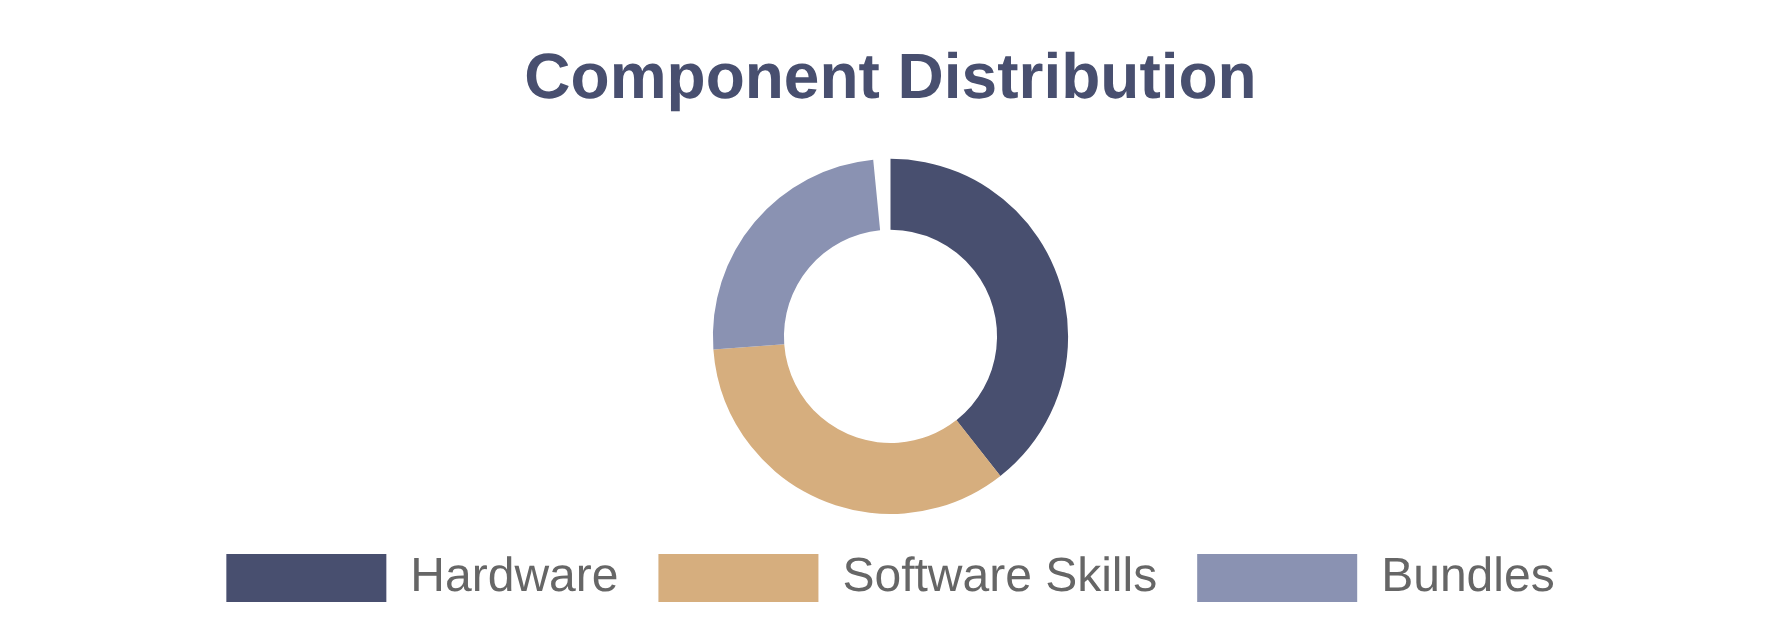 Component Distribution
Hardware Software Skills Bundles